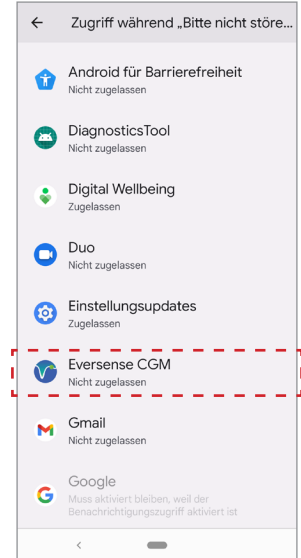 Zugriff während „Bitte nicht störe...
Android für Barrierefreiheit
Nicht zugelassen
DiagnosticsTool
Nicht zugelassen
Digital Wellbeing
Zugelassen
Duo
Nicht zugelassen
Einstellungsupdates
Zugelassen
Eversense CGM
Nicht zugelassen
Gmail
Nicht zugelassen
Google
Muss aktiviert bleiben, weil der
Benachrichtigungszugriff aktiviert ist